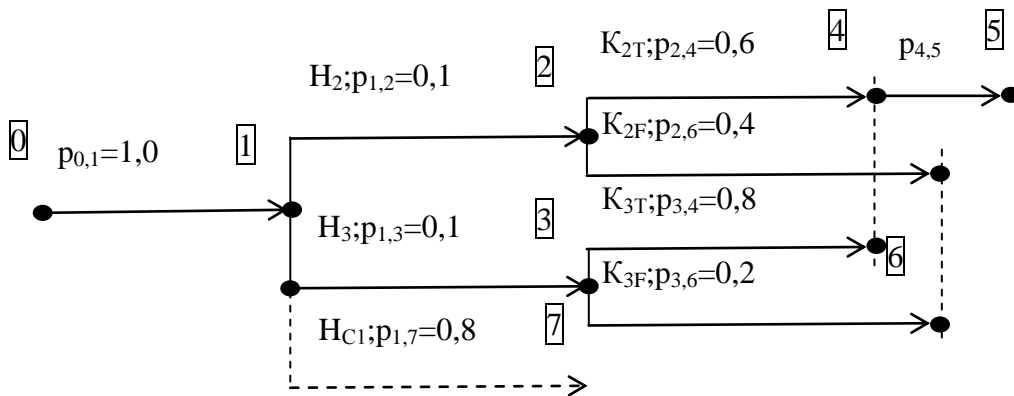 K2T;p2,4=0,6
4
p4,5
5
H2;p1,2=0,1
2
0
p0,1=1,0
1
K2F;p2,6=0,4
H3;p1,3=0,1
3
K3T;p3,4=0,8
6
K3F;p3,6=0,2
HC1;p1,7=0,8
7